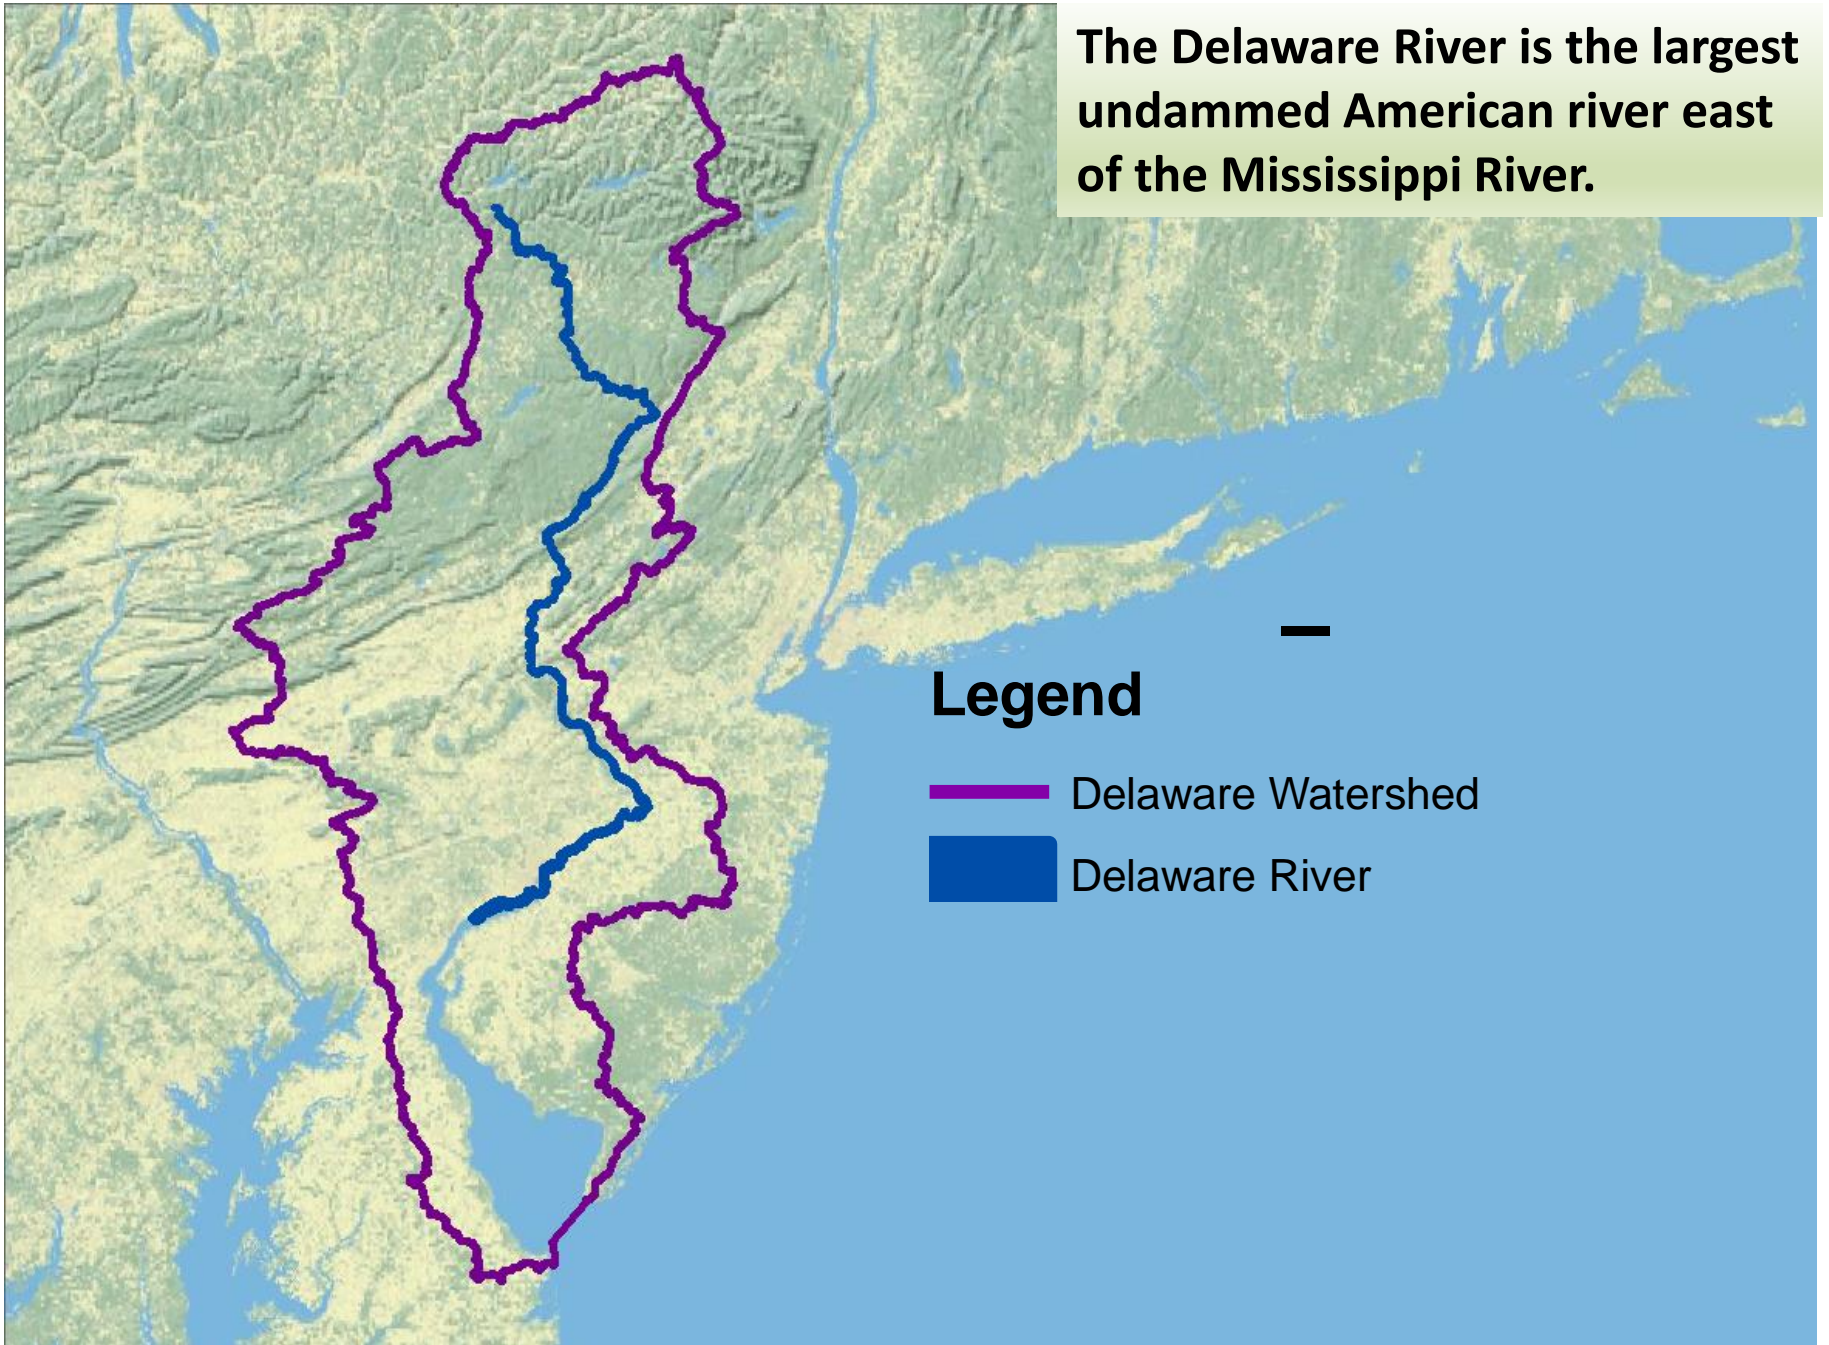 The Delaware River is the largest
undammed American river east
of the Mississippi River.
Legend
Delaware Watershed
Delaware River